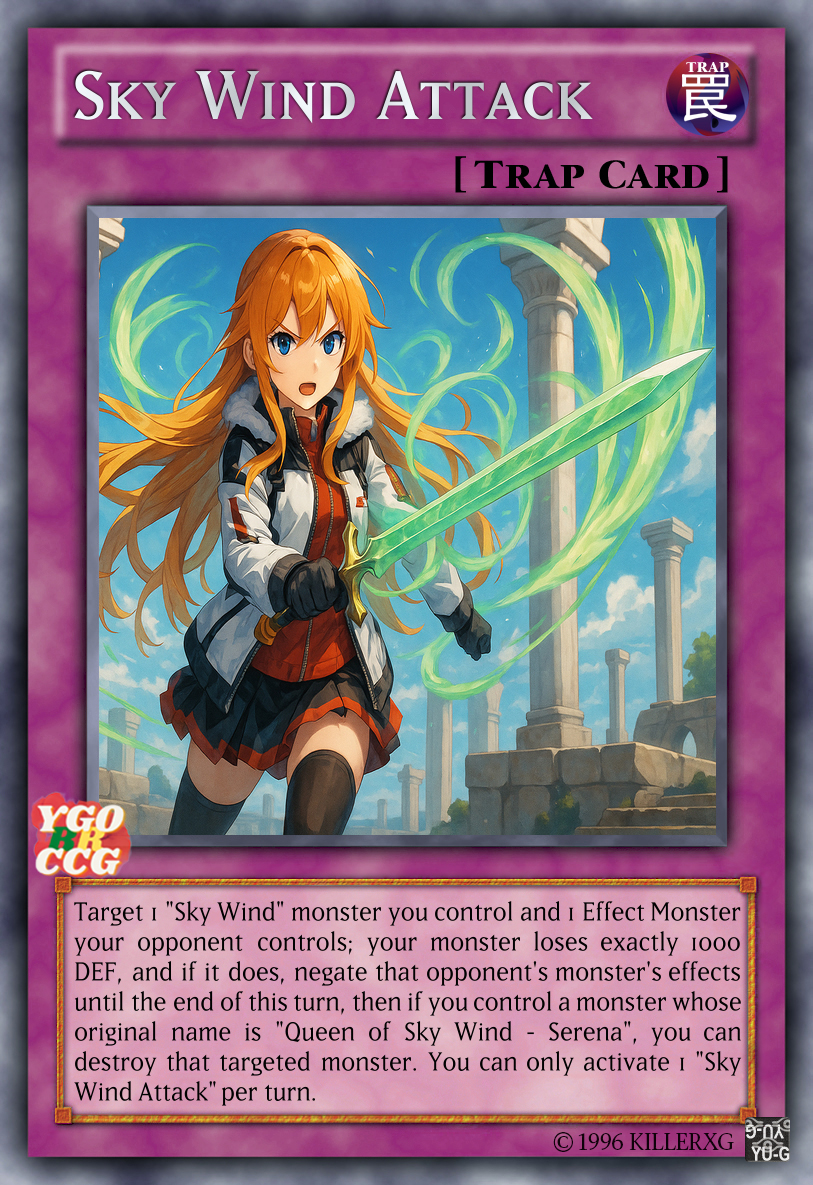 Sky Wind Attack
TRAP
罠
[Trap Card]
YGO
BR
CCG
Target 1 "Sky Wind" monster you control and 1 Effect Monster
your opponent controls; your monster loses exactly 1000
DEF, and if it does, negate that opponent's monster's effects
until the end of this turn, then if you control a monster whose
original name is "Queen of Sky Wind - Serena", you can
destroy that targeted monster. You can only activate 1 "Sky
Wind Attack" per turn.
© 1996 KILLERXG
YU-G